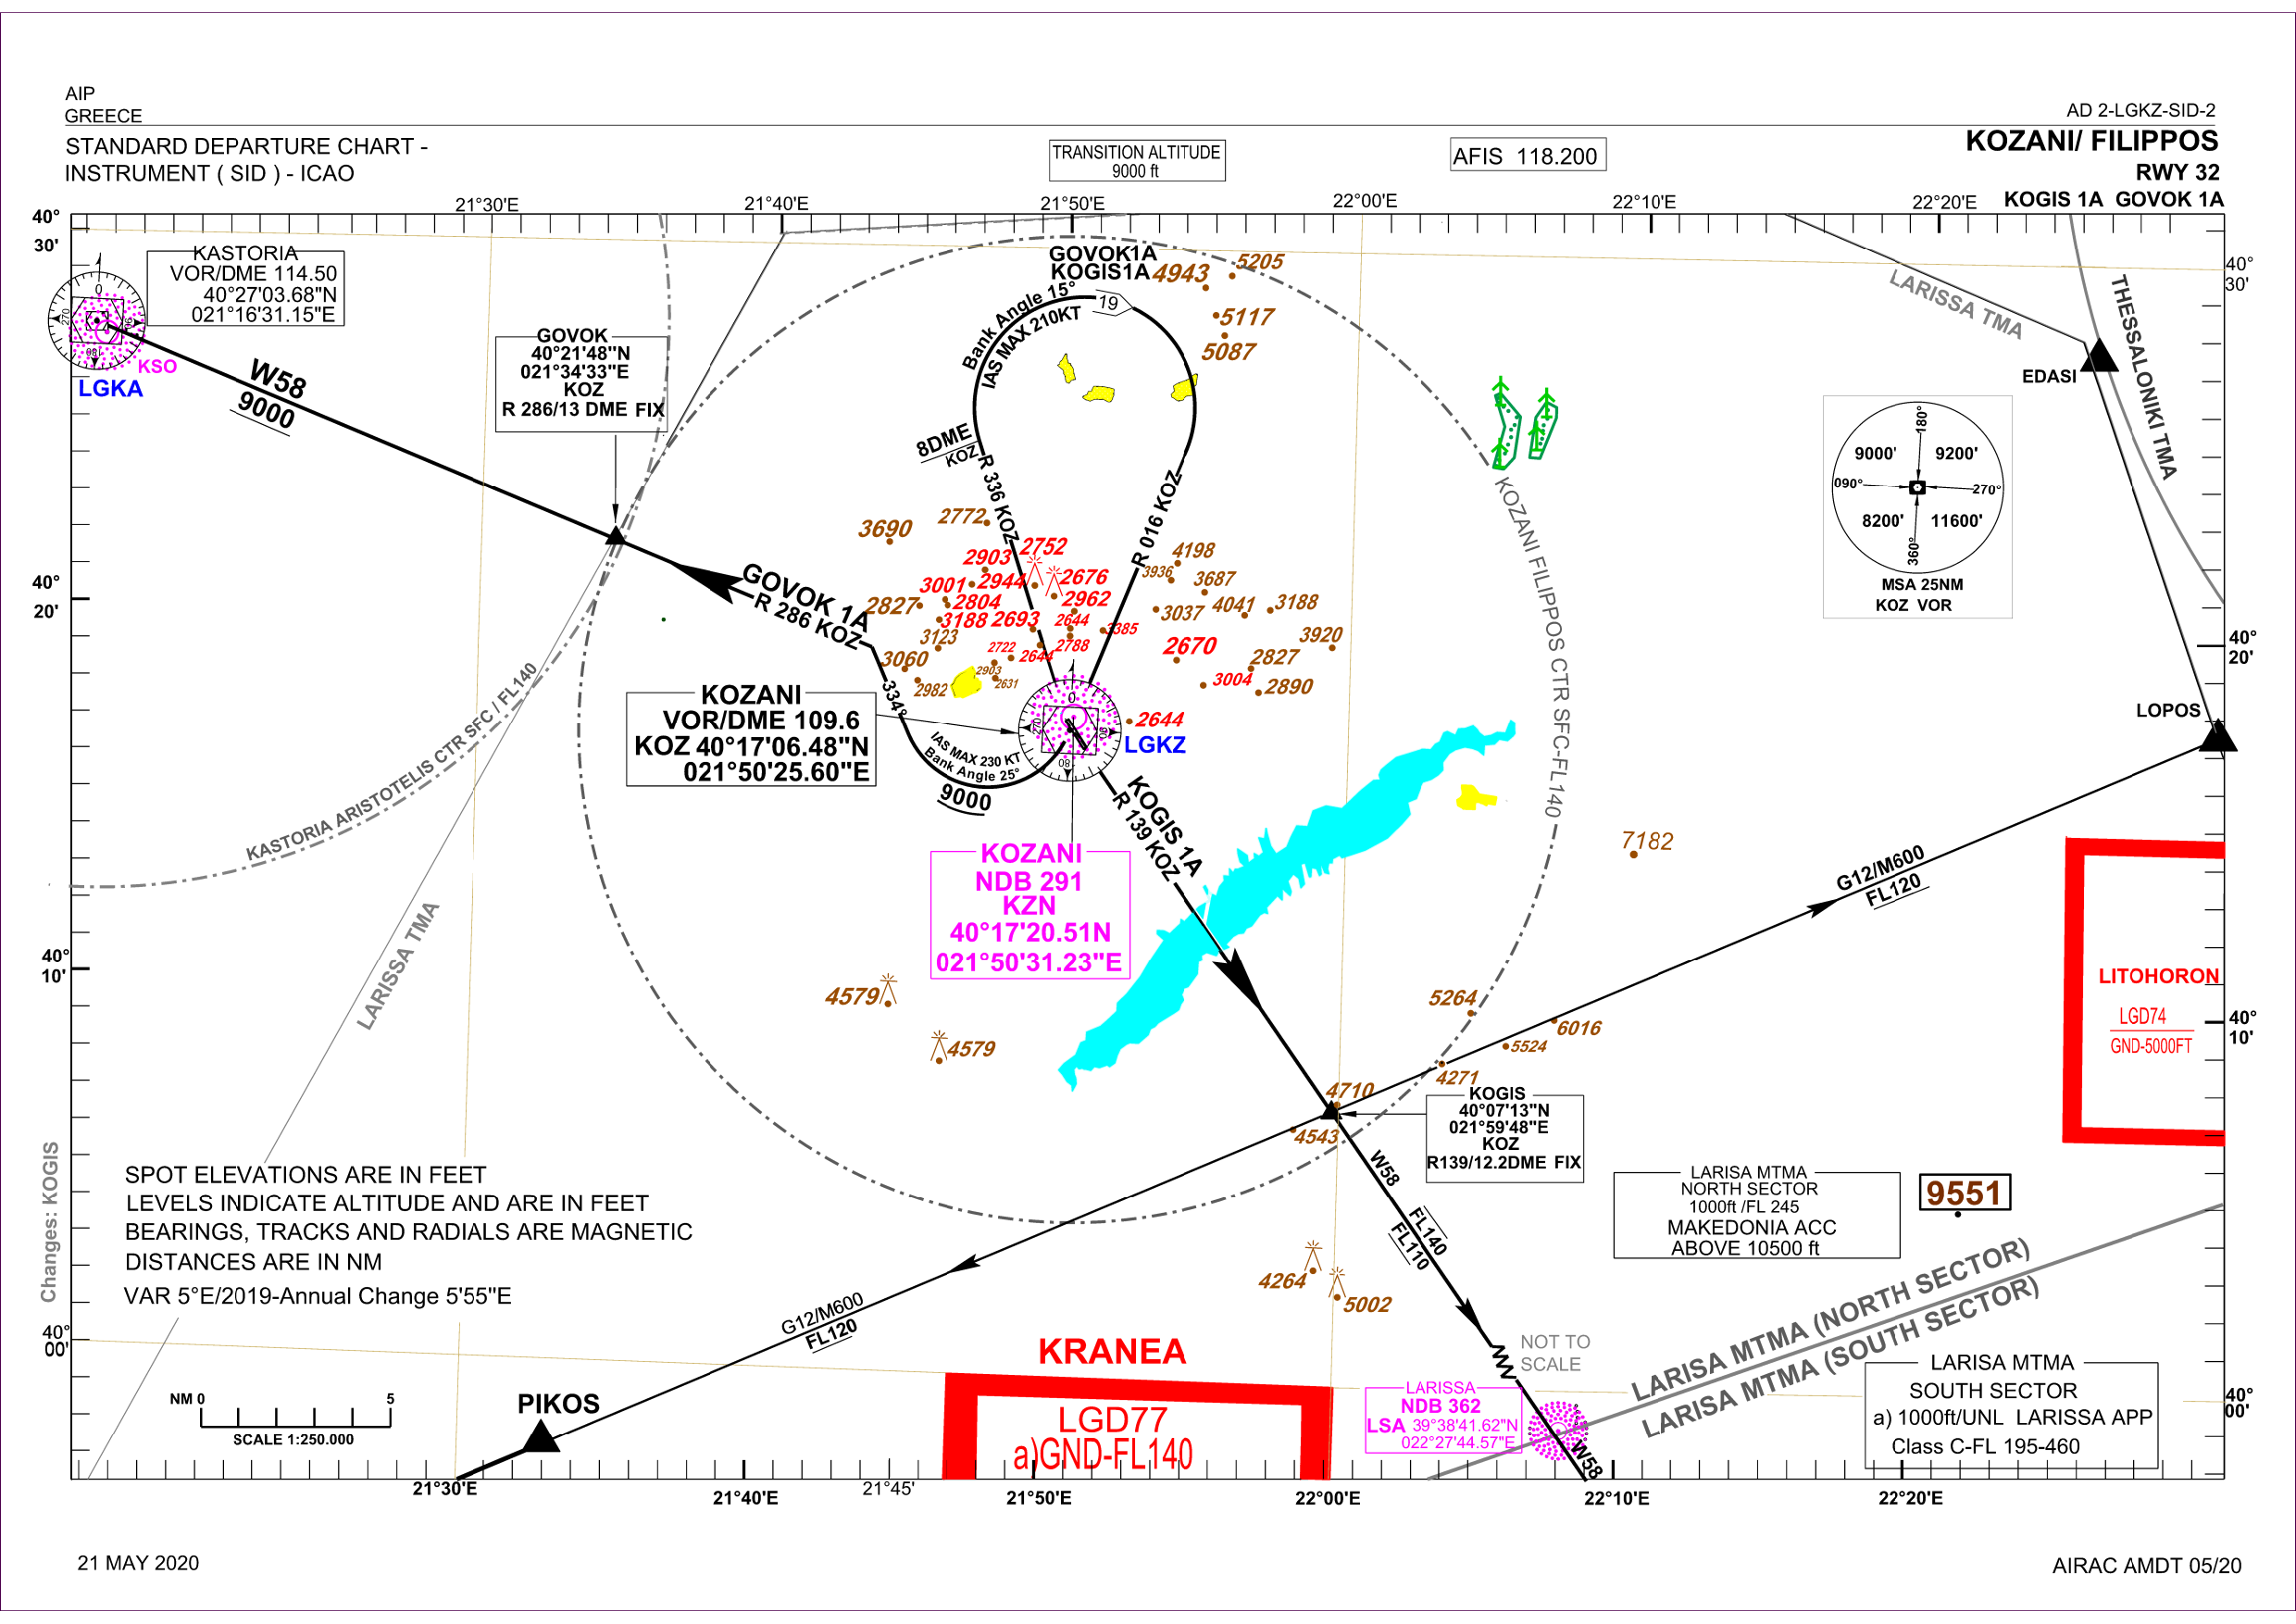 AIP
GREECE
AD 2-LGKZ-SID-2
STANDARD DEPARTURE CHART -
INSTRUMENT ( SID ) - ICAO
TRANSITION ALTITUDE
9000 ft
AFIS 118.200
KOZANI/ FILIPPOS
RWY 32
KOGIS 1A GOVOK 1A
21°30'E
21°40'E
21°50'E
22°00'E
22°10'E
22°20'E
40°
30'
40°
30'
KASTORIA
VOR/DME 114.50
40°27'03.68"N
021°16'31.15"E
KSO
LGKA
W58
9000
GOVOK
40°21'48"N
021°34'33"E
KOZ
R 286/13 DME FIX
GOVOK1A
KOGIS1A
4943
5205
5117
5087
Bank Angle 15°
IAS MAX 210KT
19
8DME
KOZ
R 336 KOZ
R 016 KOZ
LARISSA TMA
THESSALONIKI TMA
EDASI
180°
9000'
9200'
090°
270°
8200'
11600'
360°
MSA 25NM
KOZ VOR
KOZANI FILIPPOS CTR SFC-FL140
3690
2772
2903
2752
3001
2944
2676
2827
2804
2962
3188
2693
2644
3385
3123
2722
2644
2788
3060
2903
2982
2631
4198
3936
3687
3037
4041
3188
3920
2670
2827
3004
2890
2644
40°
20'
40°
20'
GOVOK 1A
R 286 KOZ
334°
IAS MAX 230 KT
Bank Angle 25°
9000
KOZANI
VOR/DME 109.6
KOZ 40°17'06.48"N
021°50'25.60"E
LGKZ
LOPOS
KASTORIA ARISTOTELIS CTR SFC / FL140
LARISSA TMA
KOZANI
NDB 291
KZN
40°17'20.51N
021°50'31.23"E
KOGIS 1A
R 139 KOZ
7182
G12/M600
FL120
LITOHORON
LGD74
GND-5000FT
40°
10'
40°
10'
4579
4579
5264
6016
5524
4271
4710
4543
KOGIS
40°07'13"N
021°59'48"E
KOZ
R139/12.2DME FIX
W58
FL140
FL110
LARISA MTMA
NORTH SECTOR
1000ft /FL 245
MAKEDONIA ACC
ABOVE 10500 ft
9551
Changes: KOGIS
SPOT ELEVATIONS ARE IN FEET
LEVELS INDICATE ALTITUDE AND ARE IN FEET
BEARINGS, TRACKS AND RADIALS ARE MAGNETIC
DISTANCES ARE IN NM
VAR 5°E/2019-Annual Change 5'55"E
4264
5002
G12/M600
FL120
LARISA MTMA (NORTH SECTOR)
LARISA MTMA (SOUTH SECTOR)
40°
00'
40°
00'
NOT TO
SCALE
KRANEA
LGD77
a)GND-FL140
LARISSA
NDB 362
LSA 39°38'41.62"N
022°27'44.57"E
W58
LARISA MTMA
SOUTH SECTOR
a) 1000ft/UNL LARISSA APP
Class C-FL 195-460
NM 0
5
SCALE 1:250.000
PIKOS
21°30'E
21°40'E
21°45'
21°50'E
22°00'E
22°10'E
22°20'E
21 MAY 2020
AIRAC AMDT 05/20